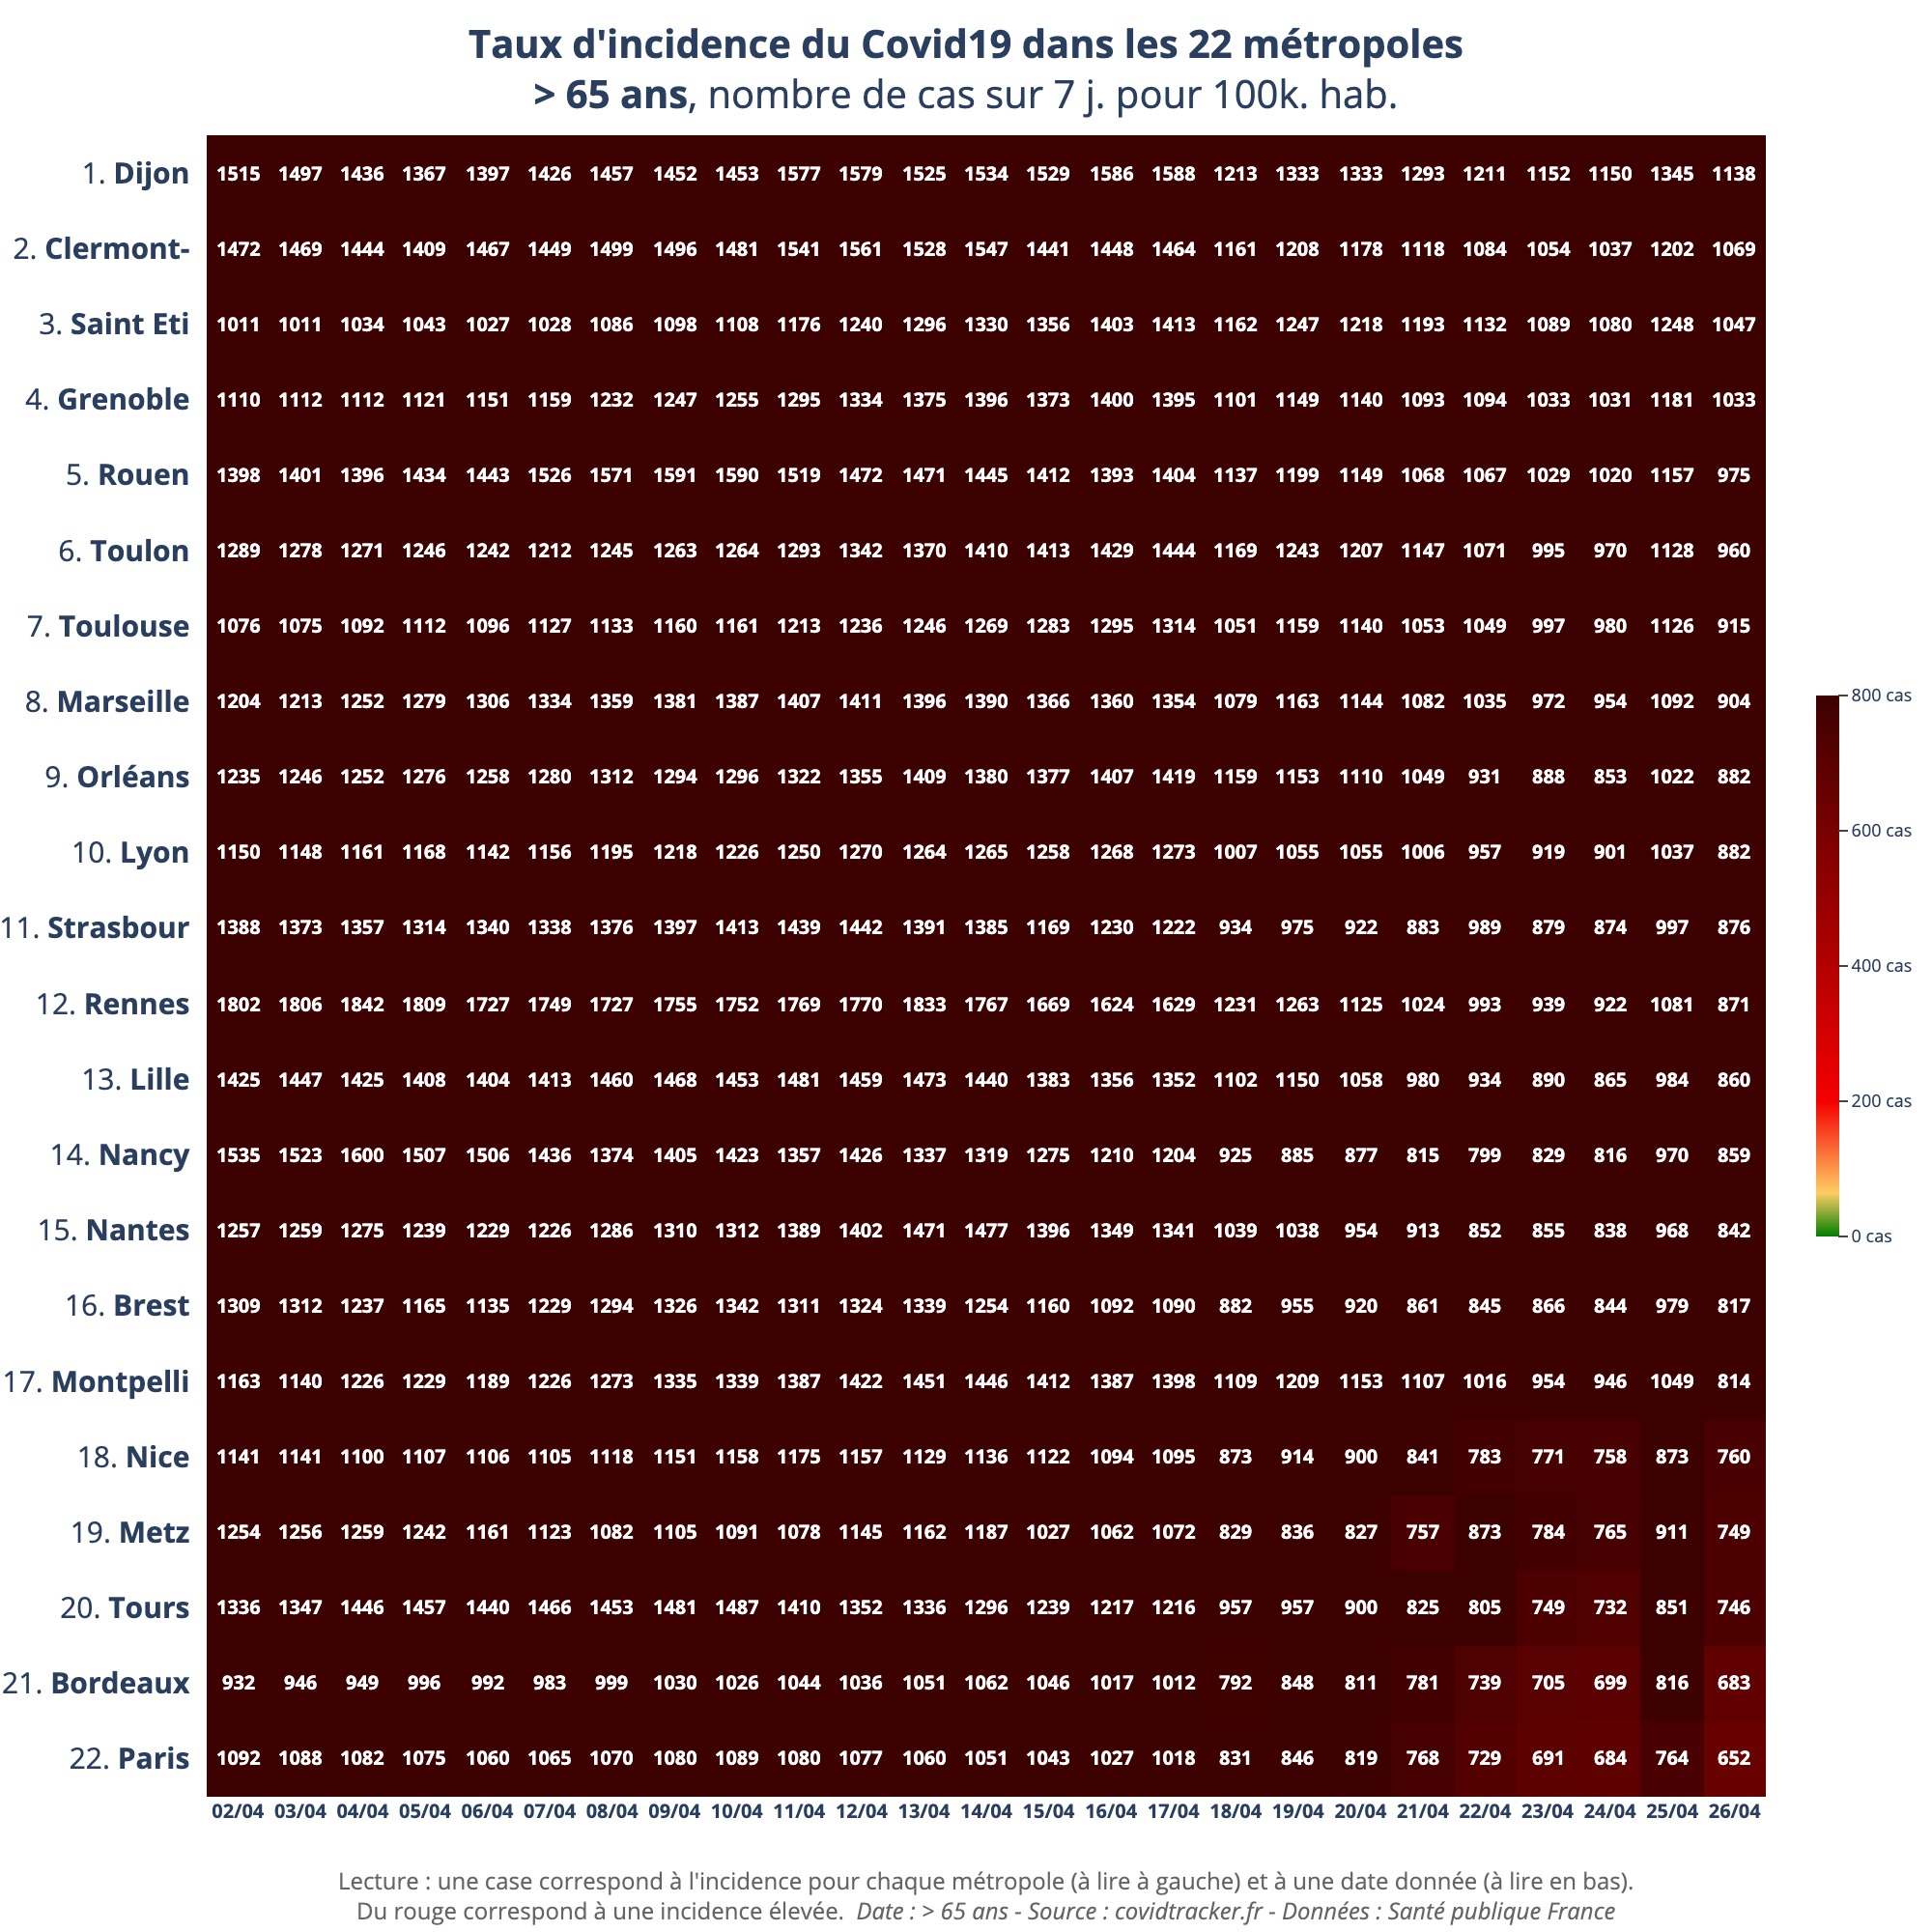 Taux d'incidence du Covid19 dans les 22 métropoles
> 65 ans, nombre de cas sur 7 j. pour 100k. hab.
1. Dijon 1515 1497 1436 1367 1397 1426 1457 1452 1453 1577 1579 1525 1534 1529 1586 1588 1213 1333 1333 1293 1211 1152 1150 1345 1138
2. Clermont- 1472 1469 1444 1409 1467 1449 1499 1496 1481 1541 1561 1528 1547 1441 1448 1464 1161 1208 1178 1118 1084 1054 1037 1202 1069
3. Saint Eti 1011 1011 1034 1043 1027 1028 1086 1098 1108 1176 1240 1296 1330 1356 1403 1413 1162 1247 1218 1193 1132 1089 1080 1248 1047
4. Grenoble 1110 1112 1112 1121 1151 1159 1232 1247 1255 1295 1334 1375 1396 1373 1400 1395 1101 1149 1140 1093 1094 1033 1031 1181 1033
5. Rouen 1398 1401 1396 1434 1443 1526 1571 1591 1590 1519 1472 1471 1445 1412 1393 1404 1137 1199 1149 1068 1067 1029 1020 1157 975
6. Toulon 1289 1278 1271 1246 1242 1212 1245 1263 1264 1293 1342 1370 1410 1413 1429 1444 1169 1243 1207 1147 1071 995 970 1128 960
7. Toulouse 1076 1075 1092 1112 1096 1127 1133 1160 1161 1213 1236 1246 1269 1283 1295 1314 1051 1159 1140 1053 1049 997 980 1126 915
8. Marseille 1204 1213 1252 1279 1306 1334 1359 1381 1387 1407 1411 1396 1390 1366 1360 1354 1079 1163 1144 1082 1035 972 954 1092 904
800 cas
9. Orléans 1235 1246 1252 1276 1258 1280 1312 1294 1296 1322 1355 1409 1380 1377 1407 1419 1159 1153 1110 1049 931 888 853 1022 882
600 cas
10. Lyon 1150 1148 1161 1168 1142 1156 1195 1218 1226 1250 1270 1264 1265 1258 1268 1273 1007 1055 1055 1006 957 919 901 1037 882
11. Strasbour 1388 1373 1357 1314 1340 1338 1376 1397 1413 1439 1442 1391 1385 1169 1230 1222 934 975 922 883 989 879 874 997 876
400 cas
12. Rennes 1802 1806 1842 1809 1727 1749 1727 1755 1752 1769 1770 1833 1767 1669 1624 1629 1231 1263 1125 1024 993 939 922 1081 871
13. Lille 1425 1447 1425 1408 1404 1413 1460 1468 1453 1481 1459 1473 1440 1383 1356 1352 1102 1150 1058 980 934 890 865 984 860
200 cas
14. Nancy 1535 1523 1600 1507 1506 1436 1374 1405 1423 1357 1426 1337 1319 1275 1210 1204 925 885 877 815 799 829 816 970 859
15. Nantes 1257 1259 1275 1239 1229 1226 1286 1310 1312 1389 1402 1471 1477 1396 1349 1341 1039 1038 954 913 852 855 838 968 842
0 cas
16. Brest 1309 1312 1237 1165 1135 1229 1294 1326 1342 1311 1324 1339 1254 1160 1092 1090 882 955 920 861 845 866 844 979 817
17. Montpelli 1163 1140 1226 1229 1189 1226 1273 1335 1339 1387 1422 1451 1446 1412 1387 1398 1109 1209 1153 1107 1016 954 946 1049 814
18. Nice 1141 1141 1100 1107 1106 1105 1118 1151 1158 1175 1157 1129 1136 1122 1094 1095 873 914 900 841 783 771 758 873 760
19. Metz 1254 1256 1259 1242 1161 1123 1082 1105 1091 1078 1145 1162 1187 1027 1062 1072 829 836 827 757 873 784 765 911 749
20. Tours 1336 1347 1446 1457 1440 1466 1453 1481 1487 1410 1352 1336 1296 1239 1217 1216 957 957 900 825 805 749 732 851 746
21. Bordeaux 932 946 949 996 992 983 999 1030 1026 1044 1036 1051 1062 1046 1017 1012 792 848 811 781 739 705 699 816 683
22. Paris 1092 1088 1082 1075 1060 1065 1070 1080 1089 1080 1077 1060 1051 1043 1027 1018 831 846 819 768 729 691 684 764 652
02/04 03/04 04/04 05/04 06/04 07/04 08/04 09/04 10/04 11/04 12/04 13/04 14/04 15/04 16/04 17/04 18/04 19/04 20/04 21/04 22/04 23/04 24/04 25/04 26/04
Lecture : une case correspond à l'incidence pour chaque métropole (à lire à gauche) et à une date donnée (à lire en bas).
Du rouge correspond à une incidence élevée. Date : > 65 ans - Source : covidtracker.fr - Données : Santé publique France